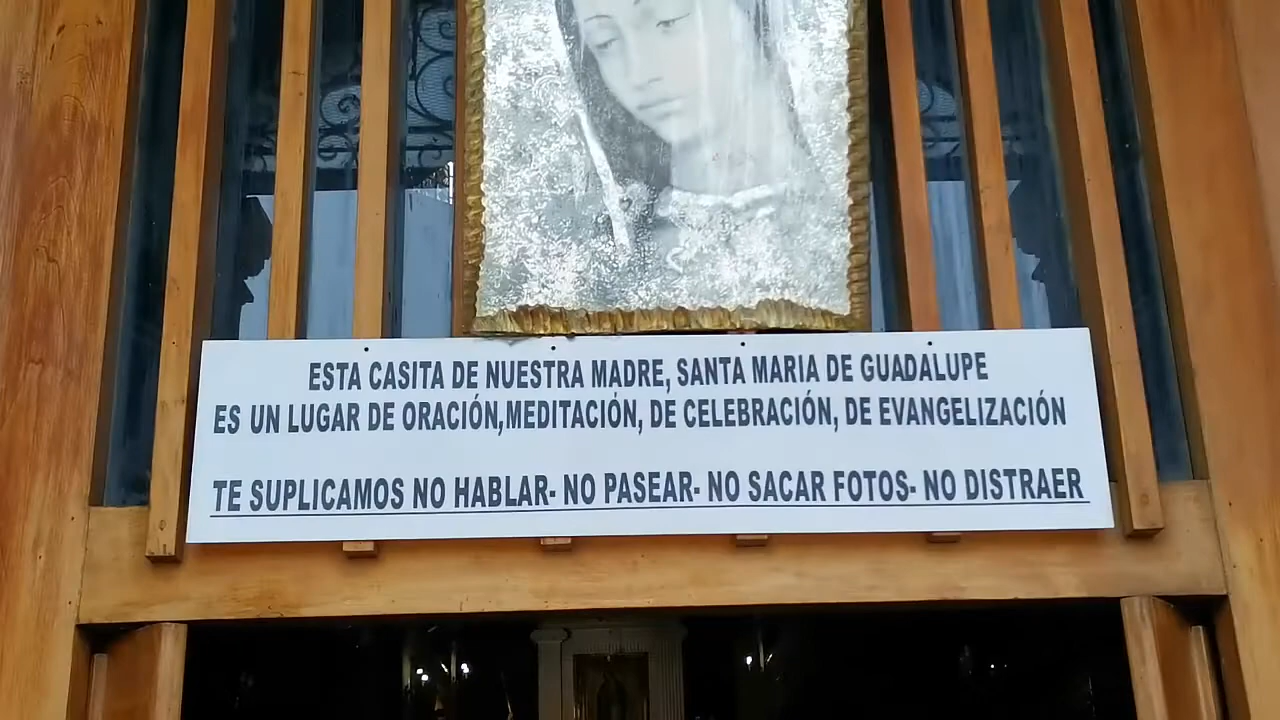 ESTA CASITA DE NUESTRA MADRE, SANTA MARIA DE GUADALUPE
ES UN LUGAR DE ORACIÓN,MEDITACIÓN, DE CELEBRACIÓN, DE EVANGELIZACIÓN
TE SUPLICAMOS NO HABLAR- NO PASEAR- NO SACAR FOTOS- NO DISTRAER